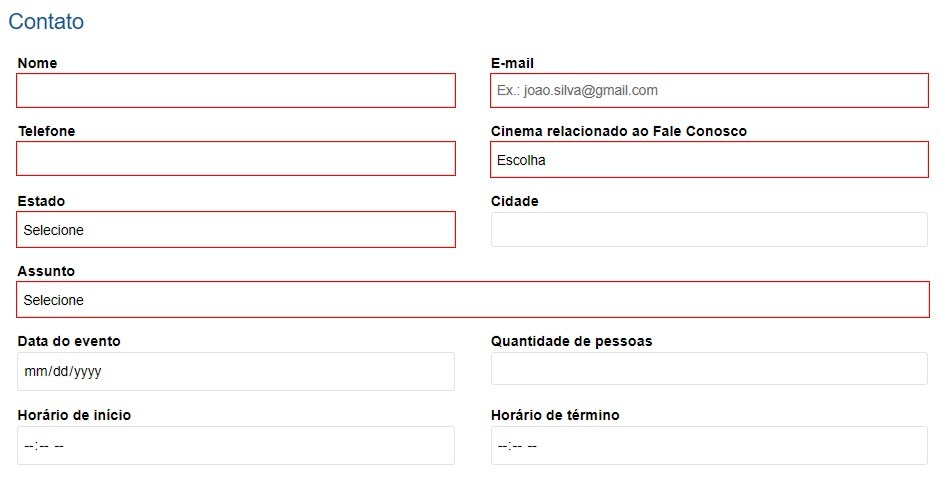 Contato
Nome
E-mail
Ex.: joao.silva@gmail.com
Telefone
Cinema relacionado ao Fale Conosco
Escolha
Estado
Selecione
Cidade
Assunto
Selecione
Data do evento
mm/dd/yyyy
Quantidade de pessoas
Horário de início
--:-- --
Horário de término
--:-- --